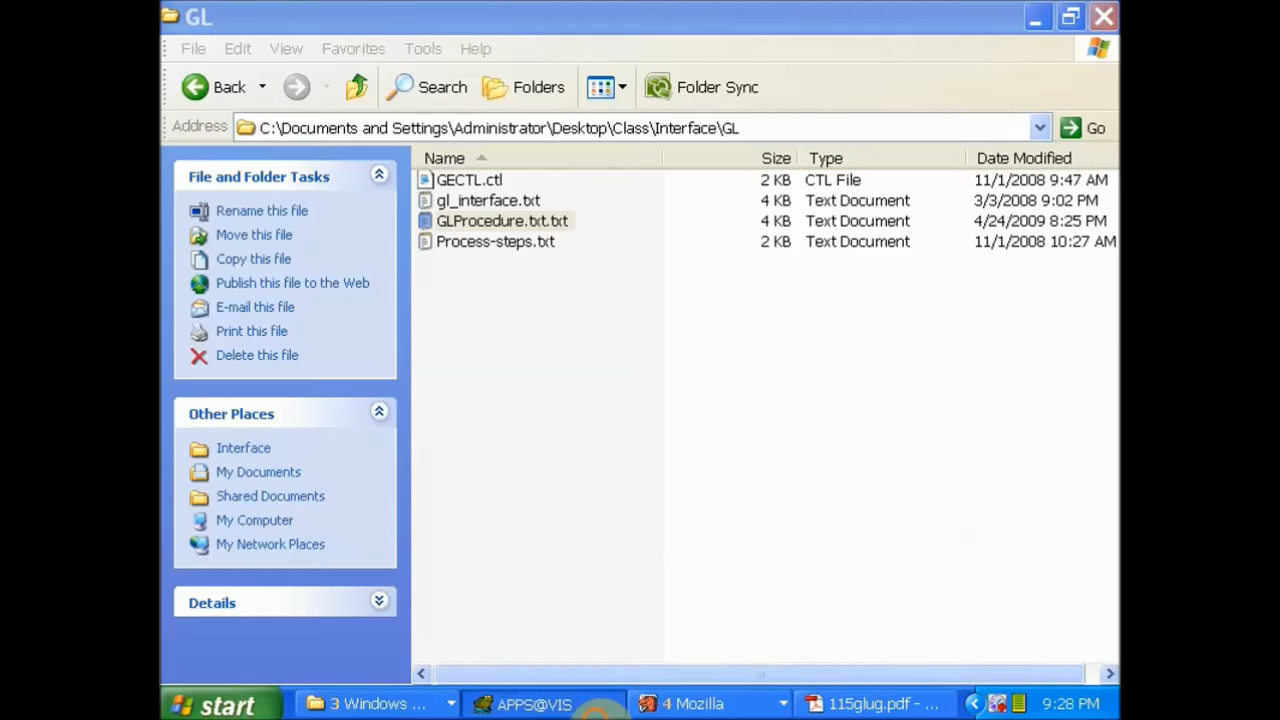 GL
File Edit View Favorites Tools Help
Back Search Folders Folder Sync
Address C:\Documents and Settings\Administrator\Desktop\Class\Interface\GL Go
Name Size Type Date Modified
GECTL.ctl 2 KB CTL File 11/1/2008 9:47 AM
gl_interface.txt 4 KB Text Document 3/3/2008 9:02 PM
GLProcedure.txt.txt 4 KB Text Document 4/24/2009 8:25 PM
Process-steps.txt 2 KB Text Document 11/1/2008 10:27 AM
File and Folder Tasks
Rename this file
Move this file
Copy this file
Publish this file to the Web
E-mail this file
Print this file
Delete this file
Other Places
Interface
My Documents
Shared Documents
My Computer
My Network Places
Details
start 3 Windows ... APPS@VIS 4 Mozilla 115glug.pdf - ... 9:28 PM